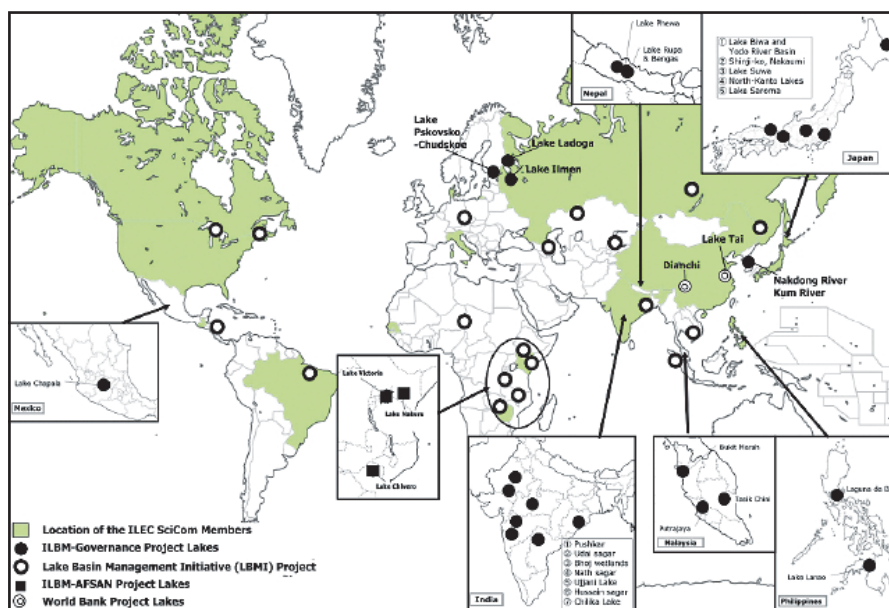 Lake Phewa
Lake Rupa
& Bengas
Nepal
① Lake Biwa and
Yodo River Basin
② Shinji-ko, Nakaumi
③ Lake Suwa
④ North-Kanto Lakes
⑤ Lake Saroma
Japan
Lake
Pskovsko
-Chudskoe
Lake Ladoga
Lake Ilmen
Lake Tai
Dianchi
Nakdong River
Kum River
Lake Chapala
Mexico
Lake Victoria
Lake Nakuru
Lake Chivero
① Pushkar
② Udai sagar
③ Bhoj wetlands
④ Nath sagar
⑤ Ujjani Lake
⑥ Hussain sagar
⑦ Chilika Lake
India
Bukit Merah
Tasik Chini
Putrajaya
Malaysia
Laguna de B
Lake Lanao
Philippines
Location of the ILEC SciCom Members
ILBM-Governance Project Lakes
Lake Basin Management Initiative (LBMI) Project
ILBM-AFSAN Project Lakes
World Bank Project Lakes